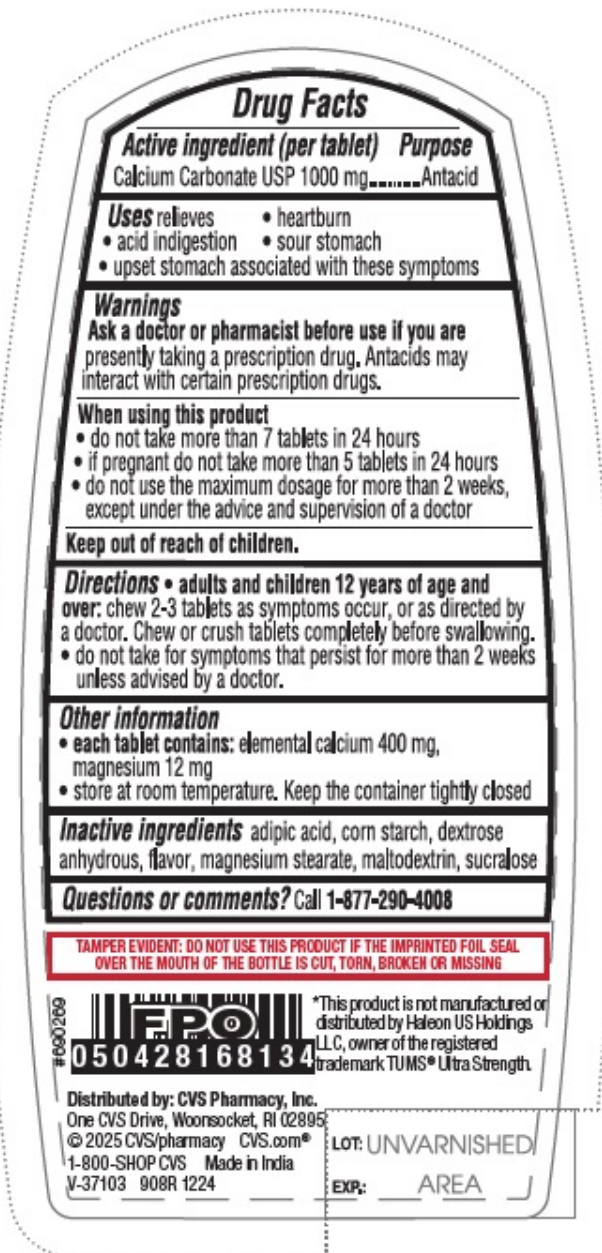 Drug Facts
Active ingredient (per tablet) Purpose
Calcium Carbonate USP 1000 mg.......Antacid
Uses relieves • heartburn
• acid indigestion • sour stomach
• upset stomach associated with these symptoms
Warnings
Ask a doctor or pharmacist before use if you are
presently taking a prescription drug. Antacids may
interact with certain prescription drugs.
When using this product
• do not take more than 7 tablets in 24 hours
• if pregnant do not take more than 5 tablets in 24 hours
• do not use the maximum dosage for more than 2 weeks,
except under the advice and supervision of a doctor
Keep out of reach of children.
Directions • adults and children 12 years of age and
over: chew 2-3 tablets as symptoms occur, or as directed by
a doctor. Chew or crush tablets completely before swallowing.
• do not take for symptoms that persist for more than 2 weeks
unless advised by a doctor.
Other information
• each tablet contains: elemental calcium 400 mg,
magnesium 12 mg
• store at room temperature. Keep the container tightly closed
Inactive ingredients adipic acid, corn starch, dextrose
anhydrous, flavor, magnesium stearate, maltodextrin, sucralose
Questions or comments? Call 1-877-290-4008
TAMPER EVIDENT: DO NOT USE THIS PRODUCT IF THE IMPRINTED FOIL SEAL
OVER THE MOUTH OF THE BOTTLE IS CUT, TORN, BROKEN OR MISSING
#690269
FPO
050428168134
*This product is not manufactured or
distributed by Haleon US Holdings
LLC, owner of the registered
trademark TUMS® Ultra Strength.
Distributed by: CVS Pharmacy, Inc.
One CVS Drive, Woonsocket, RI 02895
© 2025 CVS/pharmacy CVS.com®
1-800-SHOP CVS Made in India
V-37103 908R 1224
LOT: UNVARNISHED
EXP.: AREA